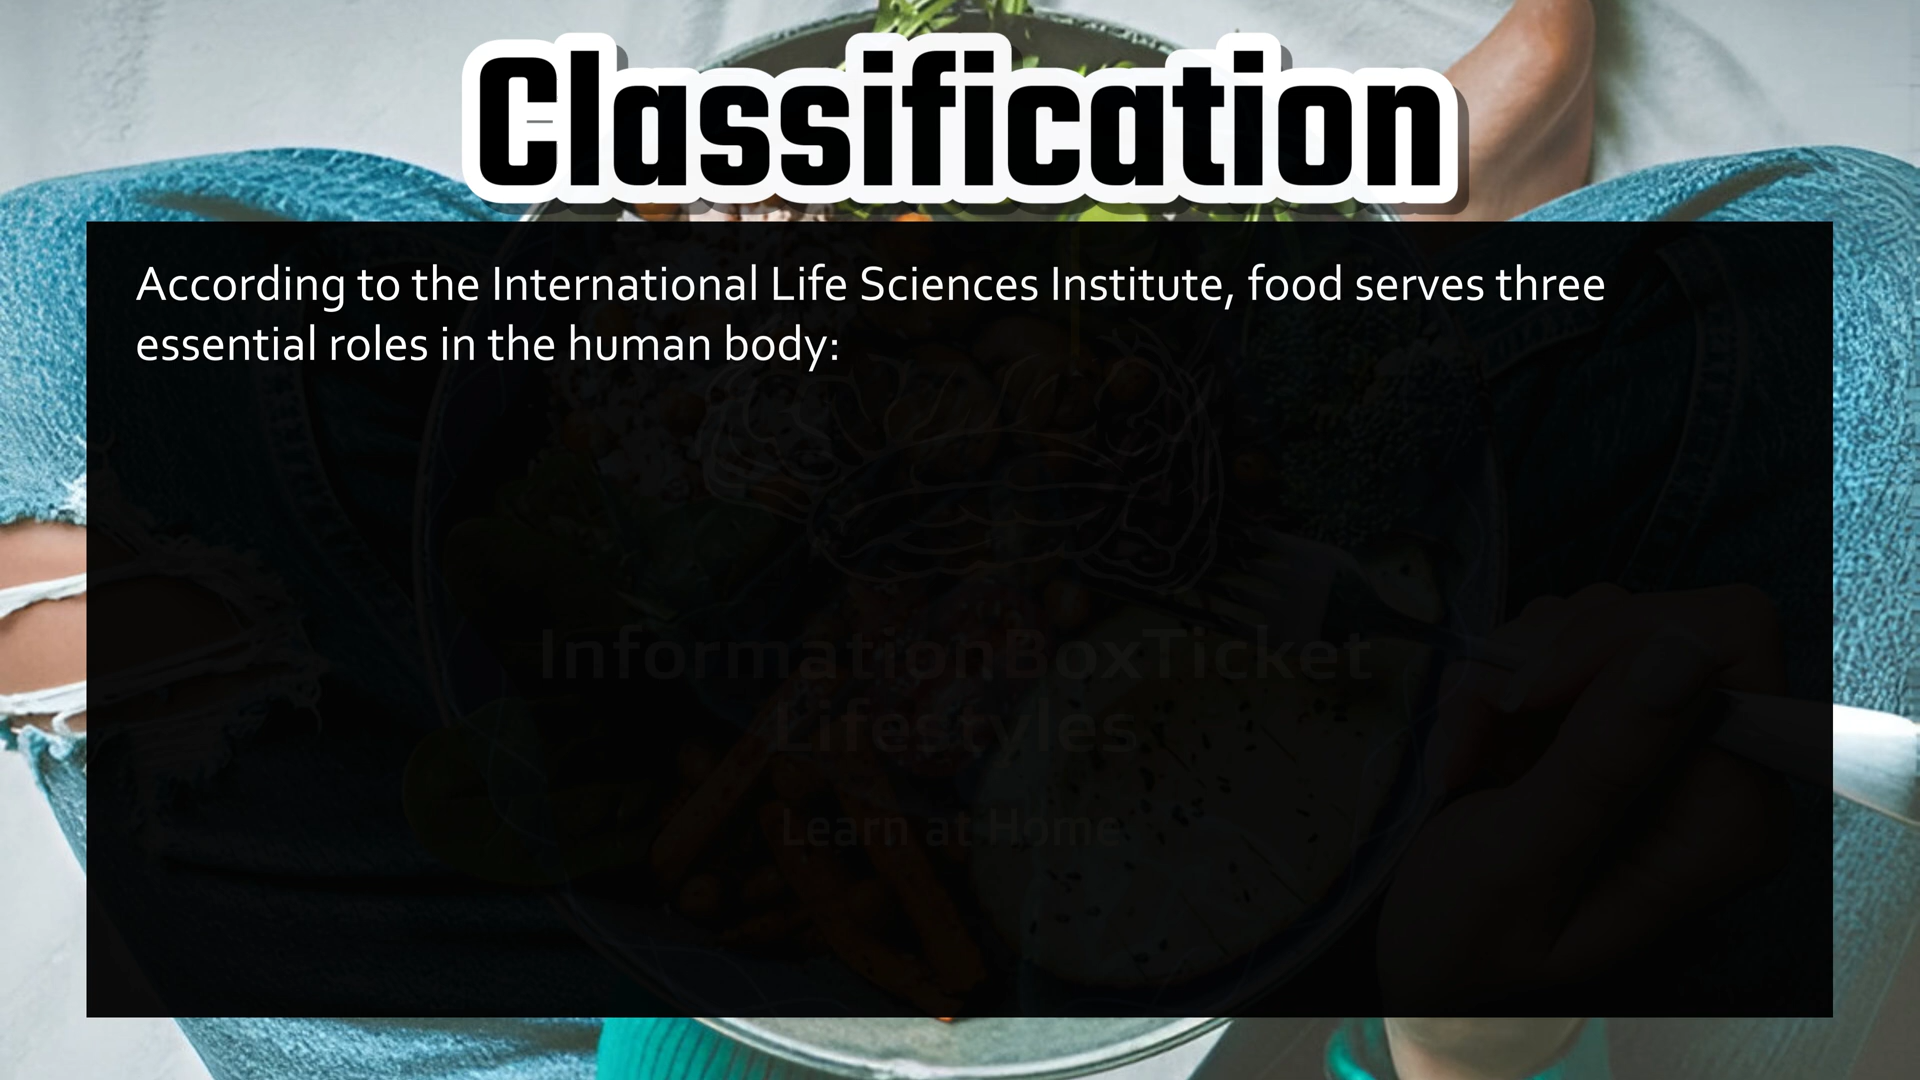 Classification
According to the International Life Sciences Institute, food serves three
essential roles in the human body:
InformationBoxTicket
Lifestyles
Learn at Home